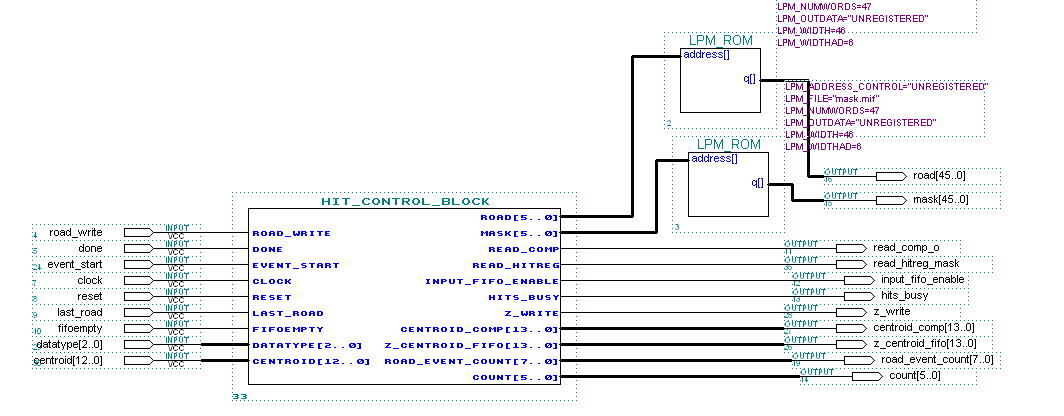 LPM_NUMWORDS=47
LPM_OUTDATA="UNREGISTERED"
LPM_WIDTH=46
LPM_WIDTHAD=6
LPM_ROM
address[]
q[]
2
LPM_ADDRESS_CONTROL="UNREGISTERED"
LPM_FILE="mask.mif"
LPM_NUMWORDS=47
LPM_OUTDATA="UNREGISTERED"
LPM_WIDTH=46
LPM_WIDTHAD=6
LPM_ROM
address[]
q[]
3
OUTPUT road[45..0]
OUTPUT mask[45..0]
HIT_CONTROL_BLOCK
ROAD[5..0]
road_write INPUT VCC ROAD_WRITE MASK[5..0]
done INPUT VCC DONE READ_COMP OUTPUT read_comp_o
event_start INPUT VCC EVENT_START READ_HITREG OUTPUT read_hitreg_mask
clock INPUT VCC CLOCK INPUT_FIFO_ENABLE OUTPUT input_fifo_enable
reset INPUT VCC RESET HITS_BUSY OUTPUT hits_busy
last_road INPUT VCC LAST_ROAD Z_WRITE OUTPUT z_write
fifoempty INPUT VCC FIFOEMPTY CENTROID_COMP[13..0] OUTPUT centroid_comp[13..0]
datatype[2..0] INPUT VCC DATATYPE[2..0] Z_CENTROID_FIFO[13..0] OUTPUT z_centroid_fifo[13..0]
centroid[12..0] INPUT VCC CENTROID[12..0] ROAD_EVENT_COUNT[7..0] OUTPUT road_event_count[7..0]
COUNT[5..0] OUTPUT count[5..0]
33